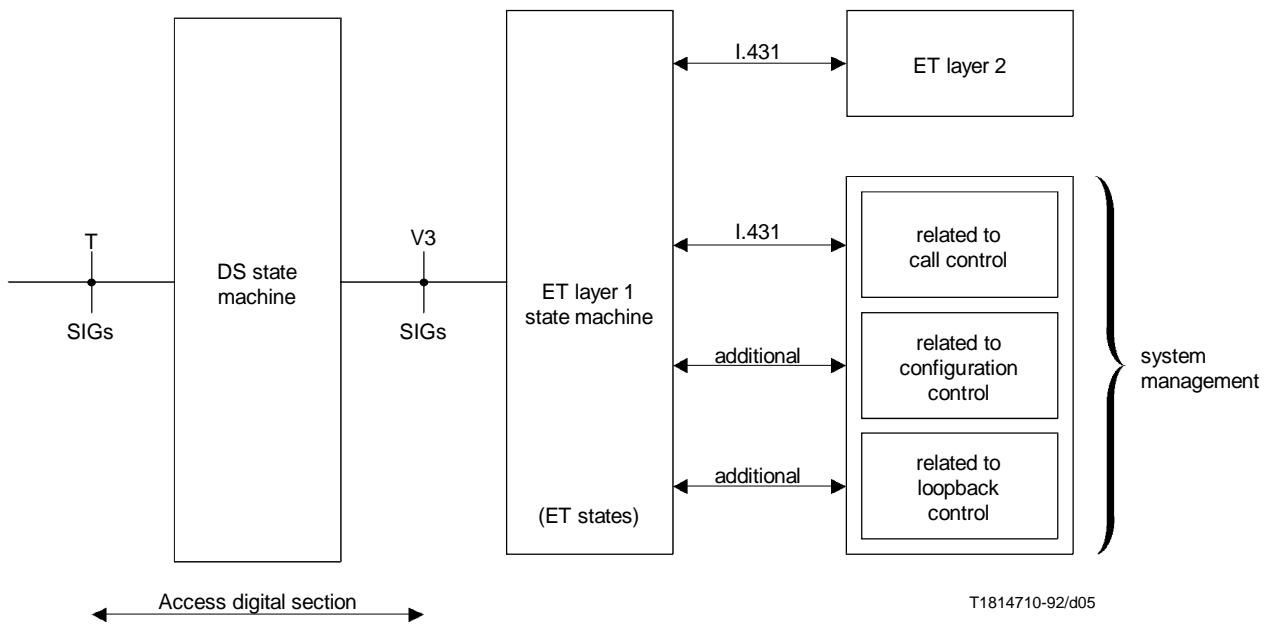 I.431
ET layer 2
T
SIGs
DS state
machine
V3
SIGs
ET layer 1
state machine
(ET states)
I.431
related to
call control
additional
related to
configuration
control
additional
related to
loopback
control
system
management
Access digital section
T1814710-92/d05